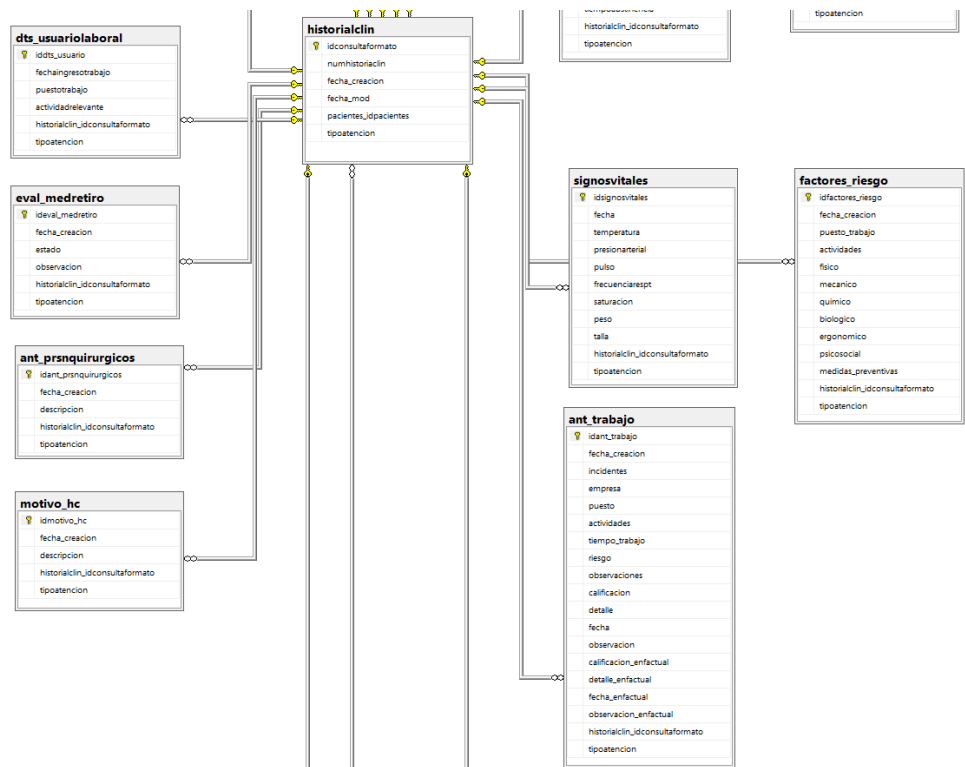 dts_usuariolaboral
iddts_usuario
fechaingresotrabajo
puestotrabajo
actividadrelevante
historialclin_idconsultaformato
tipoatencion
eval_medretiro
ideval_medretiro
fecha_creacion
estado
observacion
historialclin_idconsultaformato
tipoatencion
ant_prsnquirurgicos
idant_prsnquirurgicos
fecha_creacion
descripcion
historialclin_idconsultaformato
tipoatencion
motivo_hc
idmotivo_hc
fecha_creacion
descripcion
historialclin_idconsultaformato
tipoatencion
historialclin
idconsultaformato
numhistoriaclin
fecha_creacion
fecha_mod
pacientes_idpacientes
tipoatencion
historialclin_idconsultaformato
tipoatencion
tipoatencion
signosvitales
idsignosvitales
fecha
temperatura
presionarterial
pulso
frecuenciarespt
saturacion
peso
talla
historialclin_idconsultaformato
tipoatencion
factores_riesgo
idfactores_riesgo
fecha_creacion
puesto_trabajo
actividades
fisico
mecanico
quimico
biologico
ergonomico
psicosocial
medidas_preventivas
historialclin_idconsultaformato
tipoatencion
ant_trabajo
idant_trabajo
fecha_creacion
incidentes
empresa
puesto
actividades
tiempo_trabajo
riesgo
observaciones
calificacion
detalle
fecha
observacion
calificacion_enfactual
detalle_enfactual
fecha_enfactual
observacion_enfactual
historialclin_idconsultaformato
tipoatencion